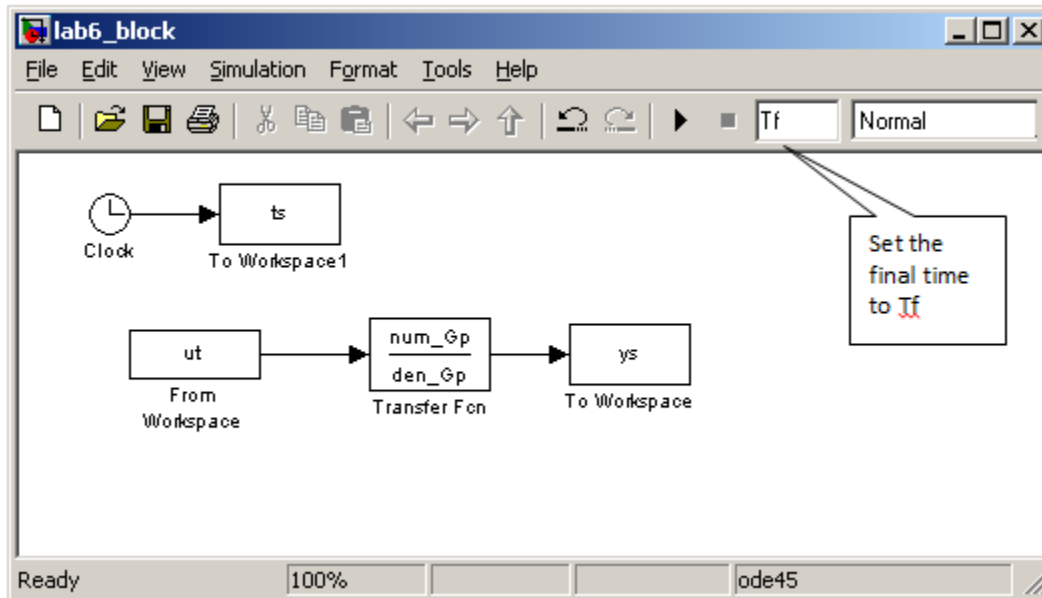 lab6_block
File Edit View Simulation Format Tools Help
Tf Normal
ts
Clock
To Workspace1
Set the
final time
to Tf
ut
num_Gp
den_Gp
ys
From
Workspace
Transfer Fcn
To Workspace
Ready 100% ode45